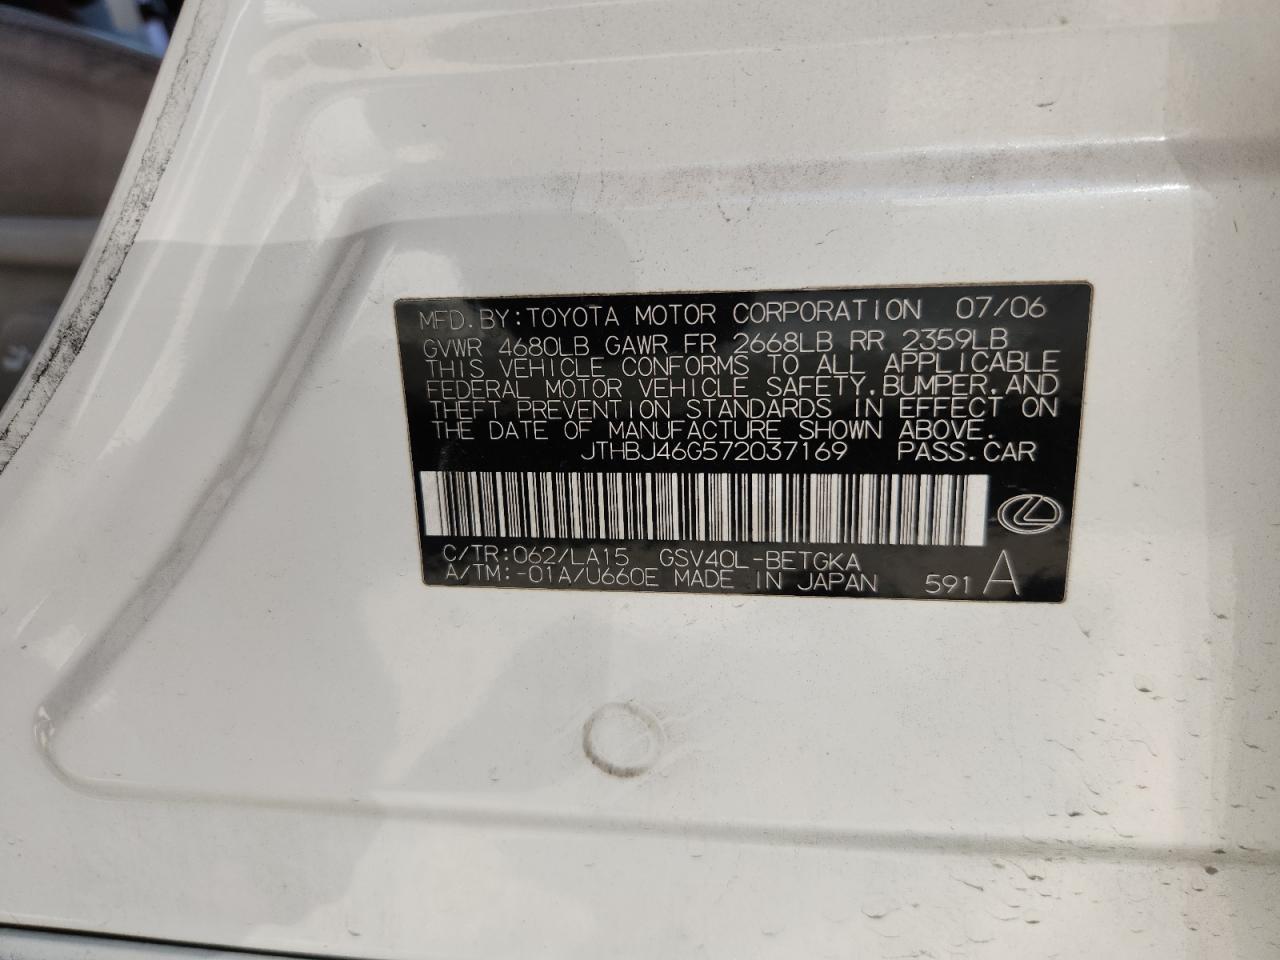 MFD. BY: TOYOTA MOTOR CORPORATION 07/06
GVWR 4680LB GAWR FR 2668LB RR 2359LB
THIS VEHICLE CONFORMS TO ALL APPLICABLE
FEDERAL MOTOR VEHICLE SAFETY, BUMPER, AND
THEFT PREVENTION STANDARDS IN EFFECT ON
THE DATE OF MANUFACTURE SHOWN ABOVE.
JTHBJ46G572037169 PASS. CAR
C/TR: 062/LA15 GSV40L-BETGKA
A/TM: -01A/U660E MADE IN JAPAN 591 A